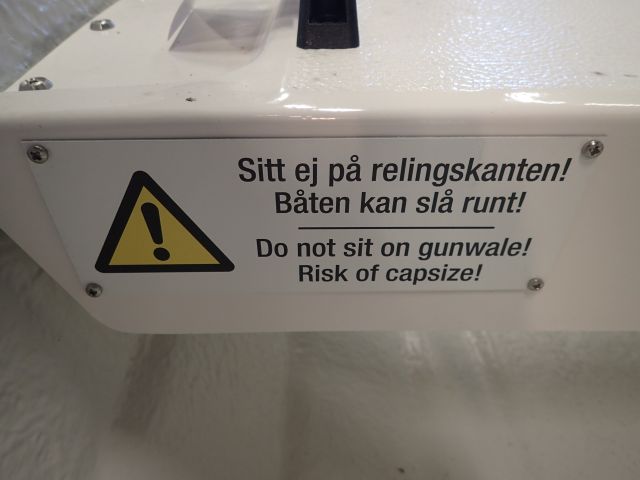 Sitt ej på relingskanten!
Båten kan slå runt!
Do not sit on gunwale!
Risk of capsize!